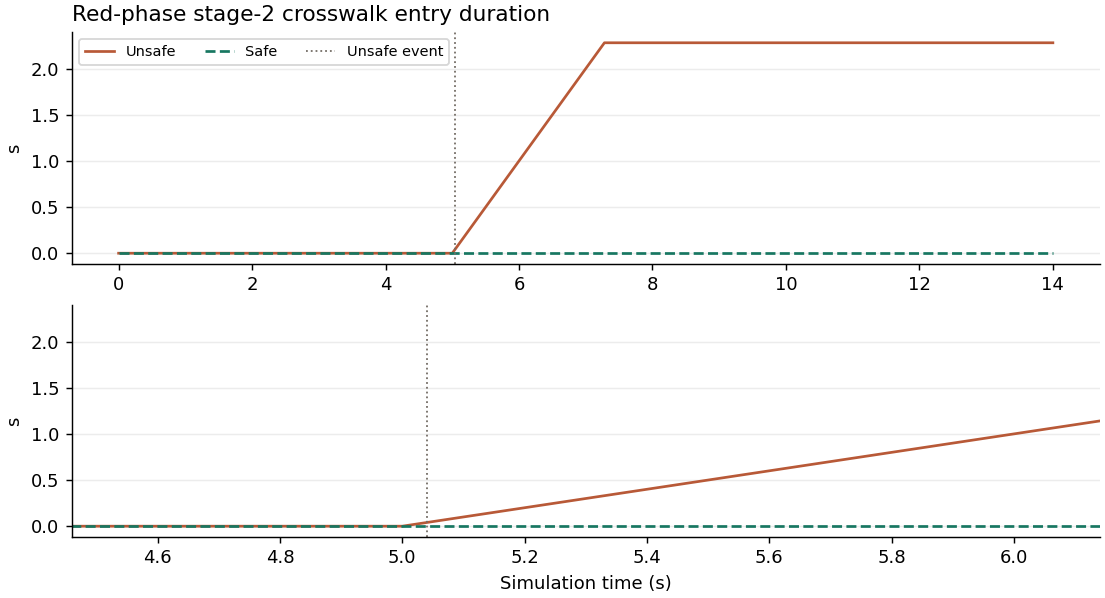 Red-phase stage-2 crosswalk entry duration
Unsafe Safe Unsafe event
2.0
1.5
1.0
0.5
0.0
s
0 2 4 6 8 10 12 14
2.0
1.5
1.0
0.5
0.0
s
4.6 4.8 5.0 5.2 5.4 5.6 5.8 6.0
Simulation time (s)